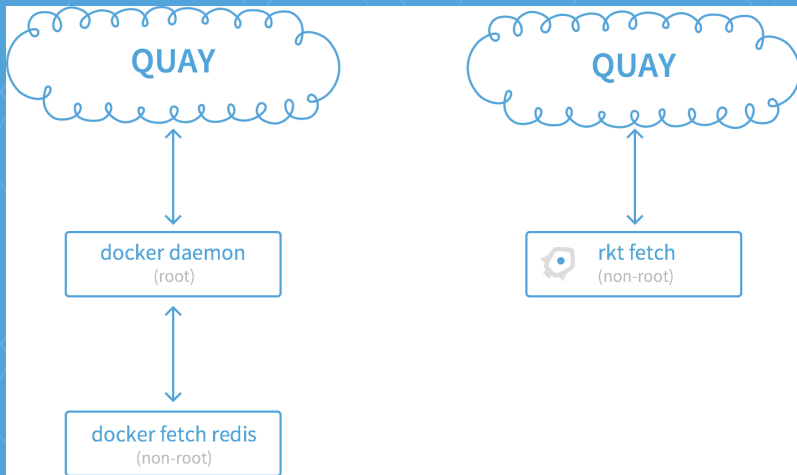 QUAY
docker daemon
(root)
docker fetch redis
(non-root)
QUAY
rkt fetch
(non-root)